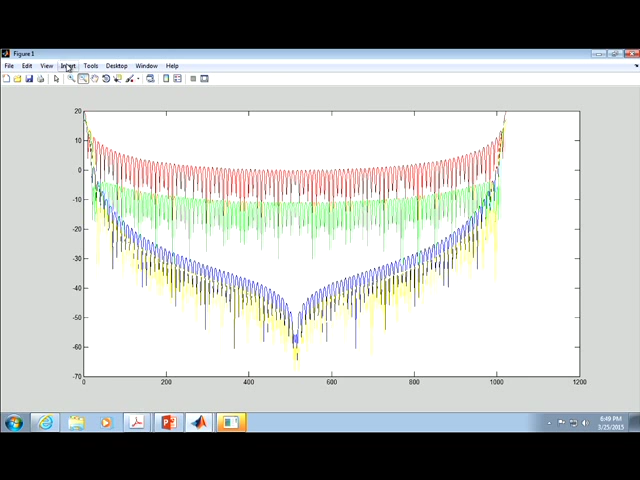 Figure 1
File Edit View Insert Tools Desktop Window Help
20
10
0
-10
-20
-30
-40
-50
-60
-70
0 200 400 600 800 1000 1200
6:49 PM
3/25/2015